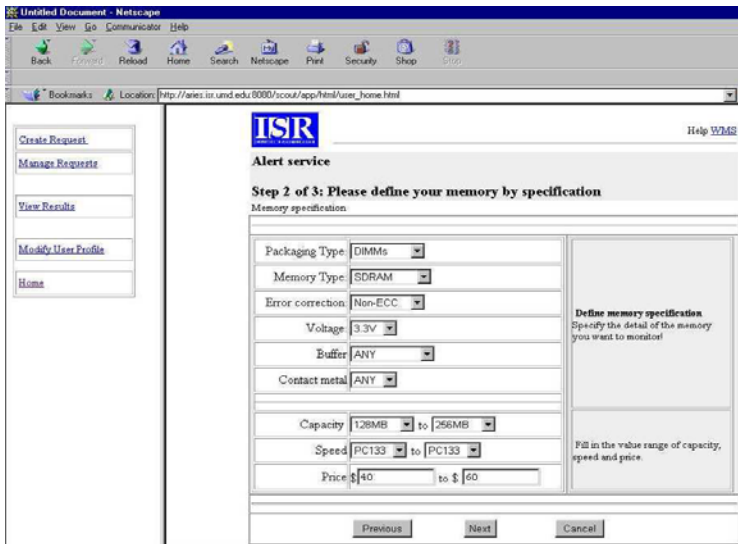 Untitled Document - Netscape
File Edit View Go Communicator Help
Back Forward Reload Home Search Netscape Print Security Shop Stop
Bookmarks Location: http://aries.isr.umd.edu:8080/scout/app/html/user_home.html
ISR
Help WMS
Create Request
Manage Requests
View Results
Modify User Profile
Home
Alert service
Step 2 of 3: Please define your memory by specification
Memory specification
Packaging Type: DIMMs
Memory Type: SDRAM
Error correction: Non-ECC
Voltage: 3.3V
Buffer ANY
Contact metal ANY
Define memory specification
Specify the detail of the memory
you want to monitor!
Capacity 128MB to 256MB
Speed PC133 to PC133
Price $ 40 to $ 60
Fill in the value range of capacity,
speed and price.
Previous Next Cancel